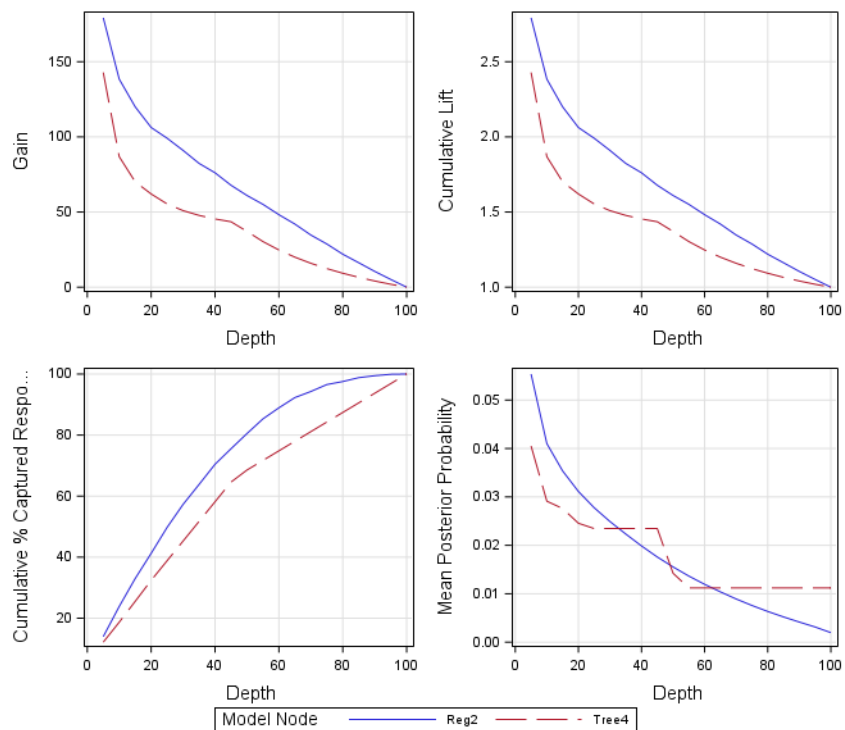 Gain
150
100
50
0
0 20 40 60 80 100
Depth
Cumulative Lift
2.5
2.0
1.5
1.0
0 20 40 60 80 100
Depth
Cumulative % Captured Respo...
100
80
60
40
20
0 20 40 60 80 100
Depth
Mean Posterior Probability
0.05
0.04
0.03
0.02
0.01
0.00
0 20 40 60 80 100
Depth
Model Node Reg2 Tree4